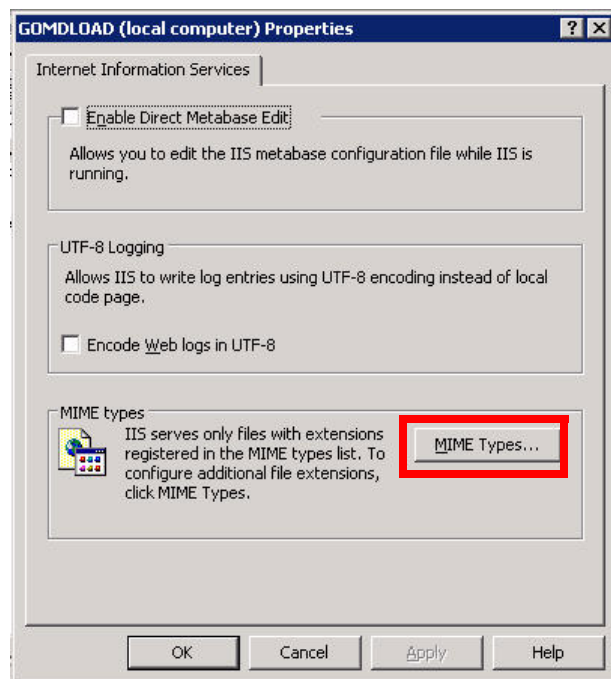 GOMDLOAD (local computer) Properties
Internet Information Services
Enable Direct Metabase Edit
Allows you to edit the IIS metabase configuration file while IIS is
running.
UTF-8 Logging
Allows IIS to write log entries using UTF-8 encoding instead of local
code page.
Encode Web logs in UTF-8
MIME types
IIS serves only files with extensions
registered in the MIME types list. To
configure additional file extensions,
click MIME Types.
MIME Types...
OK Cancel Apply Help